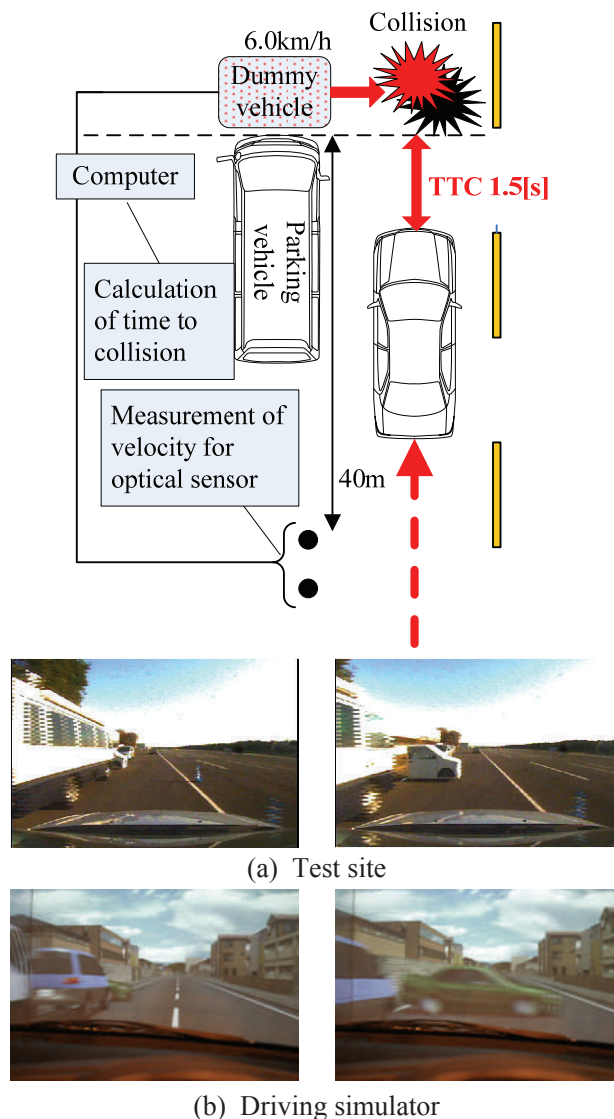 Collision
6.0km/h
Dummy
vehicle
Computer
TTC 1.5[s]
Parking
vehicle
Calculation
of time to
collision
Measurement of
velocity for
optical sensor
40m
(a) Test site
(b) Driving simulator